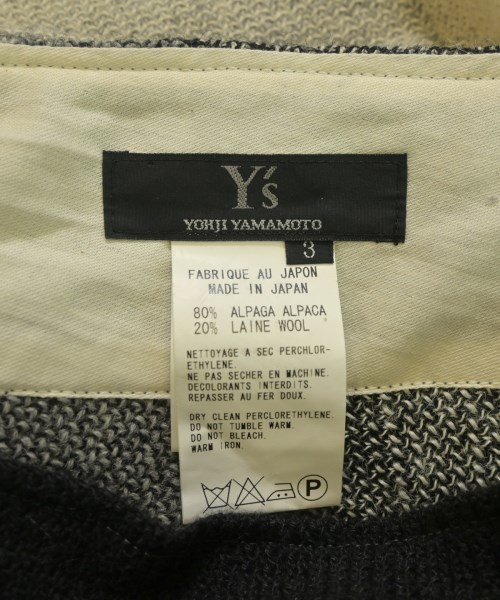 Y's
YOHJI YAMAMOTO
3
FABRIQUE AU JAPON
MADE IN JAPAN
80% ALPAGA ALPACA
20% LAINE WOOL
NETTOYAGE A SEC PERCHLOR-
ETHYLENE.
NE PAS SECHER EN MACHINE.
DECOLORANTS INTERDITS.
REPASSER AU FER DOUX.
DRY CLEAN PERCLORETHYLENE.
DO NOT TUMBLE WARM.
DO NOT BLEACH.
WARM IRON.
P